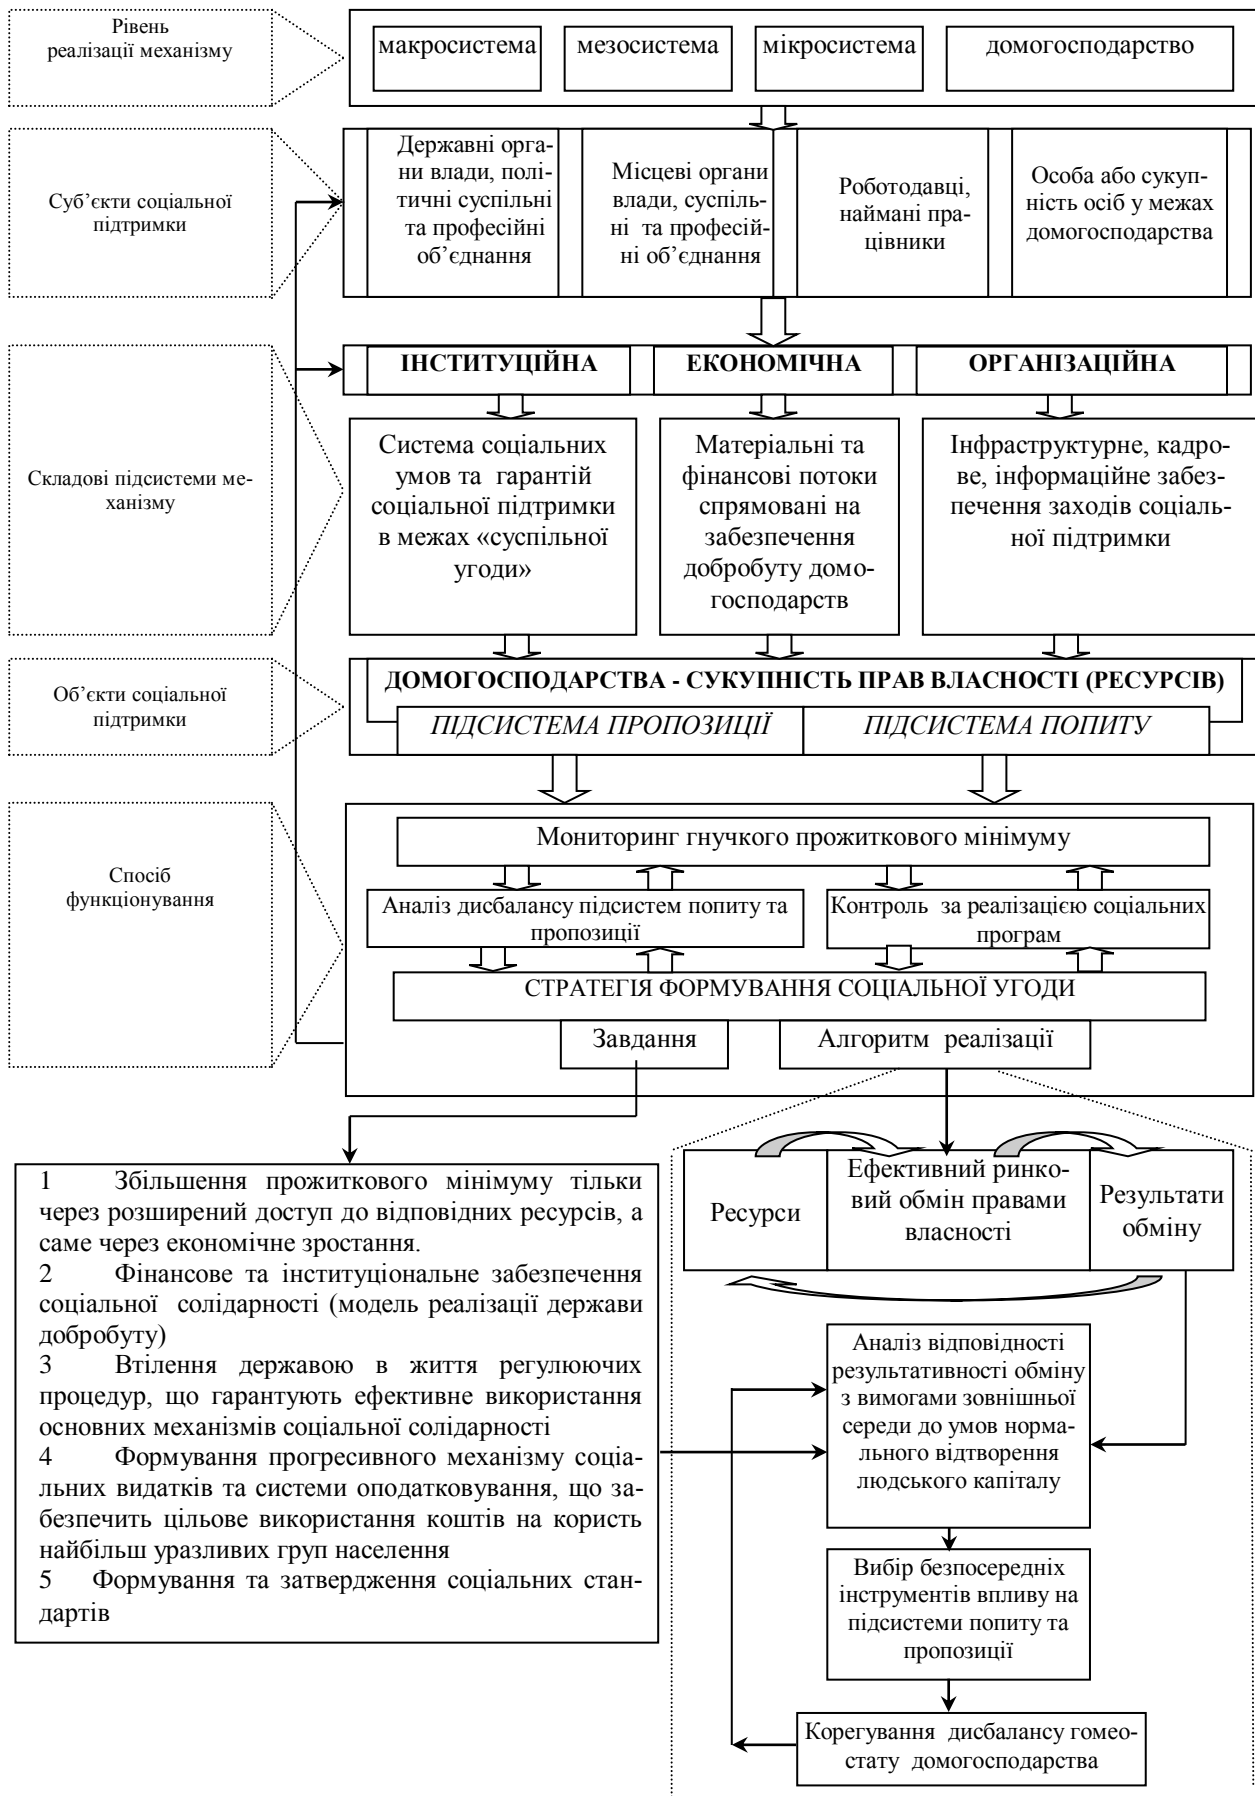 Рівень
реалізації механізму
макросистема
мезосистема
мікросистема
домогосподарство
Суб’єкти соціальної
підтримки
Державні орга-
ни влади, полі-
тичні суспільні
та професійні
об’єднання
Місцеві органи
влади, суспіль-
ні та професій-
ні об’єднання
Роботодавці,
наймані пра-
цівники
Особа або сукуп-
ність осіб у межах
домогосподарства
Складові підсистеми ме-
ханізму
ІНСТИТУЦІЙНА
ЕКОНОМІЧНА
ОРГАНІЗАЦІЙНА
Система соціальних
умов та гарантій
соціальної підтримки
в межах «суспільної
угоди»
Матеріальні та
фінансові потоки
спрямовані на
забезпечення
добробуту домо-
господарств
Інфраструктурне, кадро-
ве, інформаційне забез-
печення заходів соціаль-
ної підтримки
Об’єкти соціальної
підтримки
ДОМОГОСПОДАРСТВА - СУКУПНІСТЬ ПРАВ ВЛАСНОСТІ (РЕСУРСІВ)
ПІДСИСТЕМА ПРОПОЗИЦІЇ
ПІДСИСТЕМА ПОПИТУ
Спосіб
функціонування
Мониторинг гнучкого прожиткового мінімуму
Аналіз дисбалансу підсистем попиту та
пропозиції
Контроль за реалізацією соціальних
програм
СТРАТЕГІЯ ФОРМУВАННЯ СОЦІАЛЬНОЇ УГОДИ
Завдання
Алгоритм реалізації
1 Збільшення прожиткового мінімуму тільки
через розширений доступ до відповідних ресурсів, а
саме через економічне зростання.
2 Фінансове та інституціональне забезпечення
соціальної солідарності (модель реалізації держави
добробуту)
3 Втілення державою в життя регулюючих
процедур, що гарантують ефективне використання
основних механізмів соціальної солідарності
4 Формування прогресивного механізму соціа-
льних видатків та системи оподатковування, що за-
безпечить цільове використання коштів на користь
найбільш уразливих груп населення
5 Формування та затвердження соціальних стан-
дартів
Ресурси
Ефективний ринко-
вий обмін правами
власності
Результати
обміну
Аналіз відповідності
результативності обміну
з вимогами зовнішньої
середи до умов норма-
льного відтворення
людського капіталу
Вибір безпосередніх
інструментів впливу на
підсистеми попиту та
пропозиції
Корегування дисбалансу гомео-
стату домогосподарства